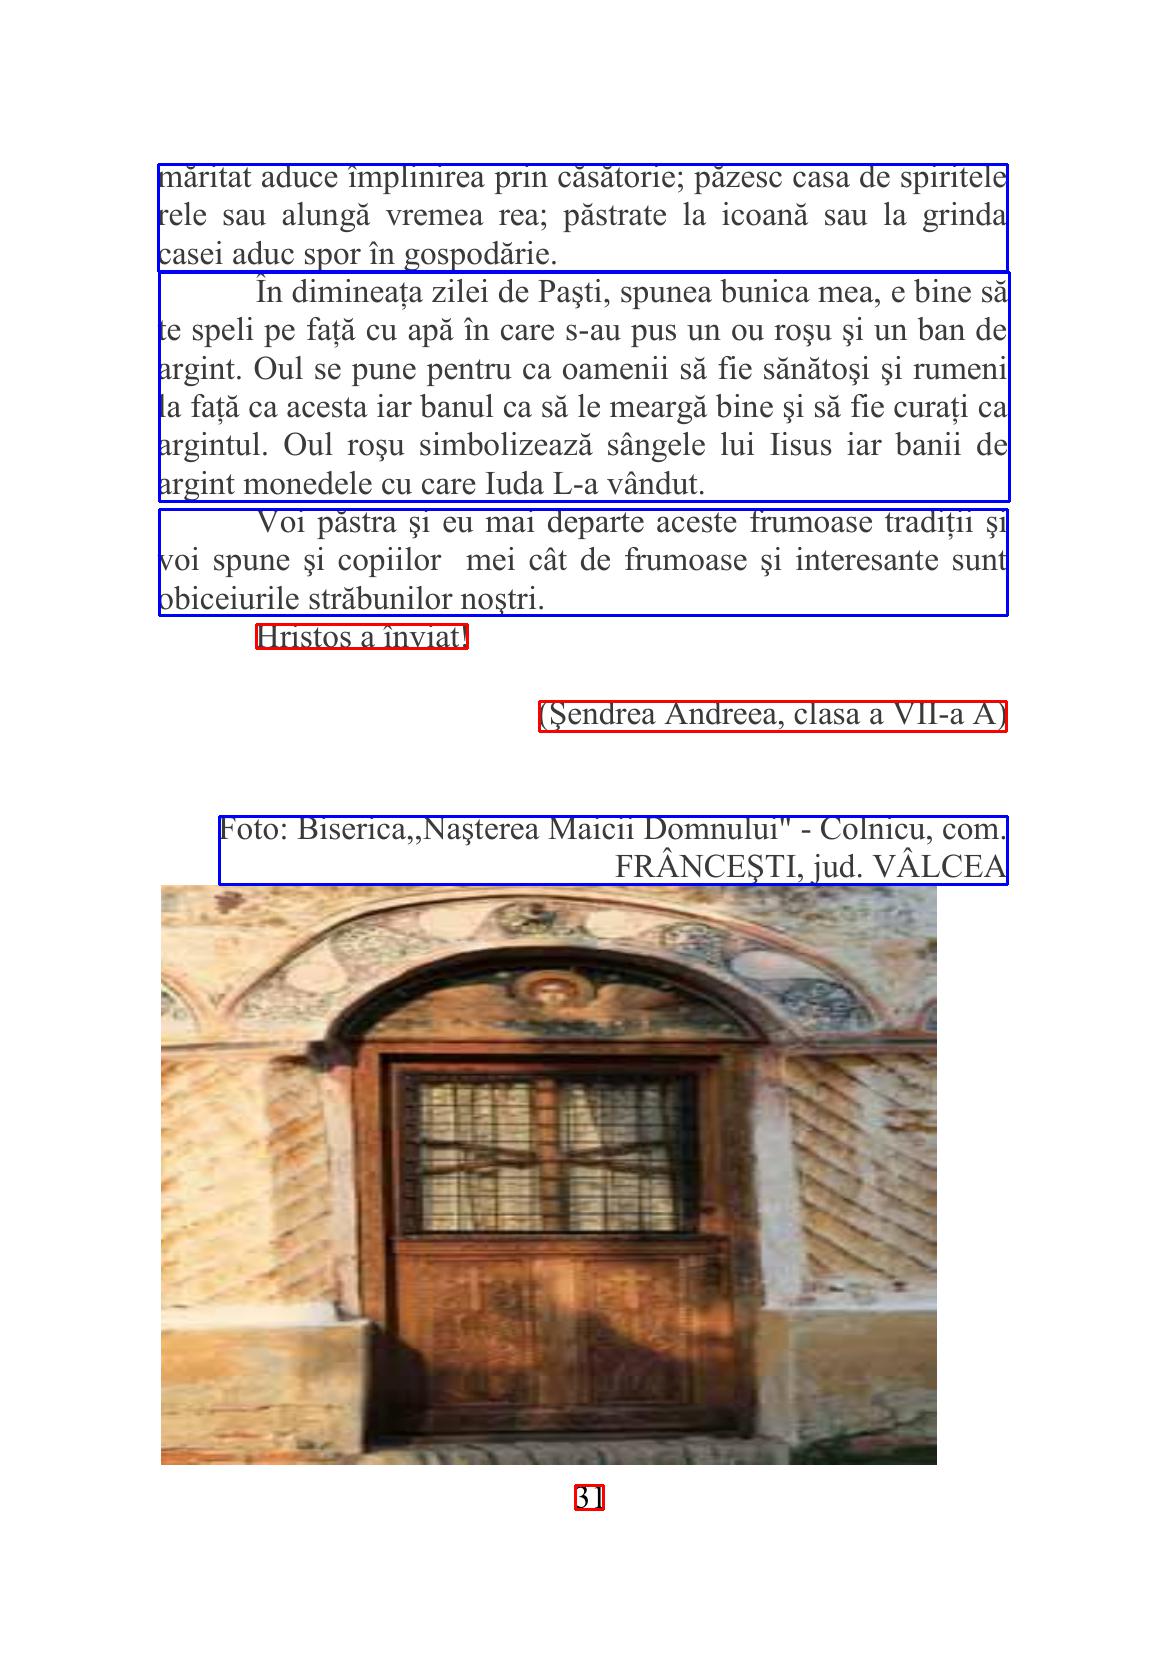 măritat aduce împlinirea prin căsătorie; păzesc casa de spiritele
rele sau alungă vremea rea; păstrate la icoană sau la grinda
casei aduc spor în gospodărie.
În dimineața zilei de Paşti, spunea bunica mea, e bine să
te speli pe față cu apă în care s-au pus un ou roşu şi un ban de
argint. Oul se pune pentru ca oamenii să fie sănătoşi şi rumeni
la față ca acesta iar banul ca să le meargă bine şi să fie curați ca
argintul. Oul roşu simbolizează sângele lui Iisus iar banii de
argint monedele cu care Iuda L-a vândut.
Voi păstra şi eu mai departe aceste frumoase tradiții şi
voi spune şi copiilor mei cât de frumoase şi interesante sunt
obiceiurile străbunilor noştri.
Hristos a înviat!
(Şendrea Andreea, clasa a VII-a A)
Foto: Biserica,,Naşterea Maicii Domnului" - Colnicu, com.
FRÂNCEŞTI, jud. VÂLCEA
31